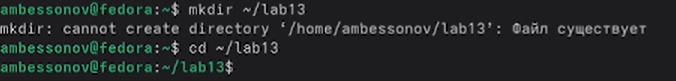 ambessonov@fedora:~$ mkdir ~/lab13
mkdir: cannot create directory ‘/home/ambessonov/lab13’: Файл существует
ambessonov@fedora:~$ cd ~/lab13
ambessonov@fedora:~/lab13$